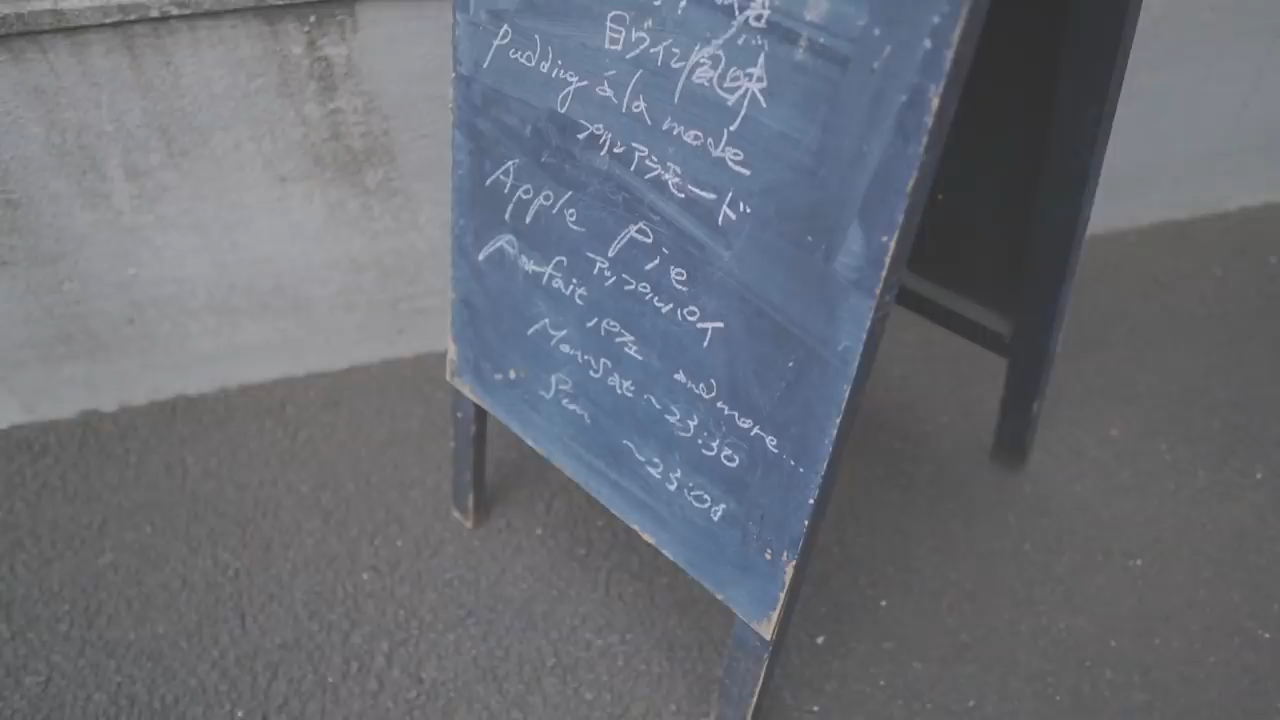 白ワイン風味
Pudding à la mode
プリンアラモード
Apple Pie
アップルパイ
Parfait パフェ
and more...
Mon-Sat ~23:30
Sun ~23:00